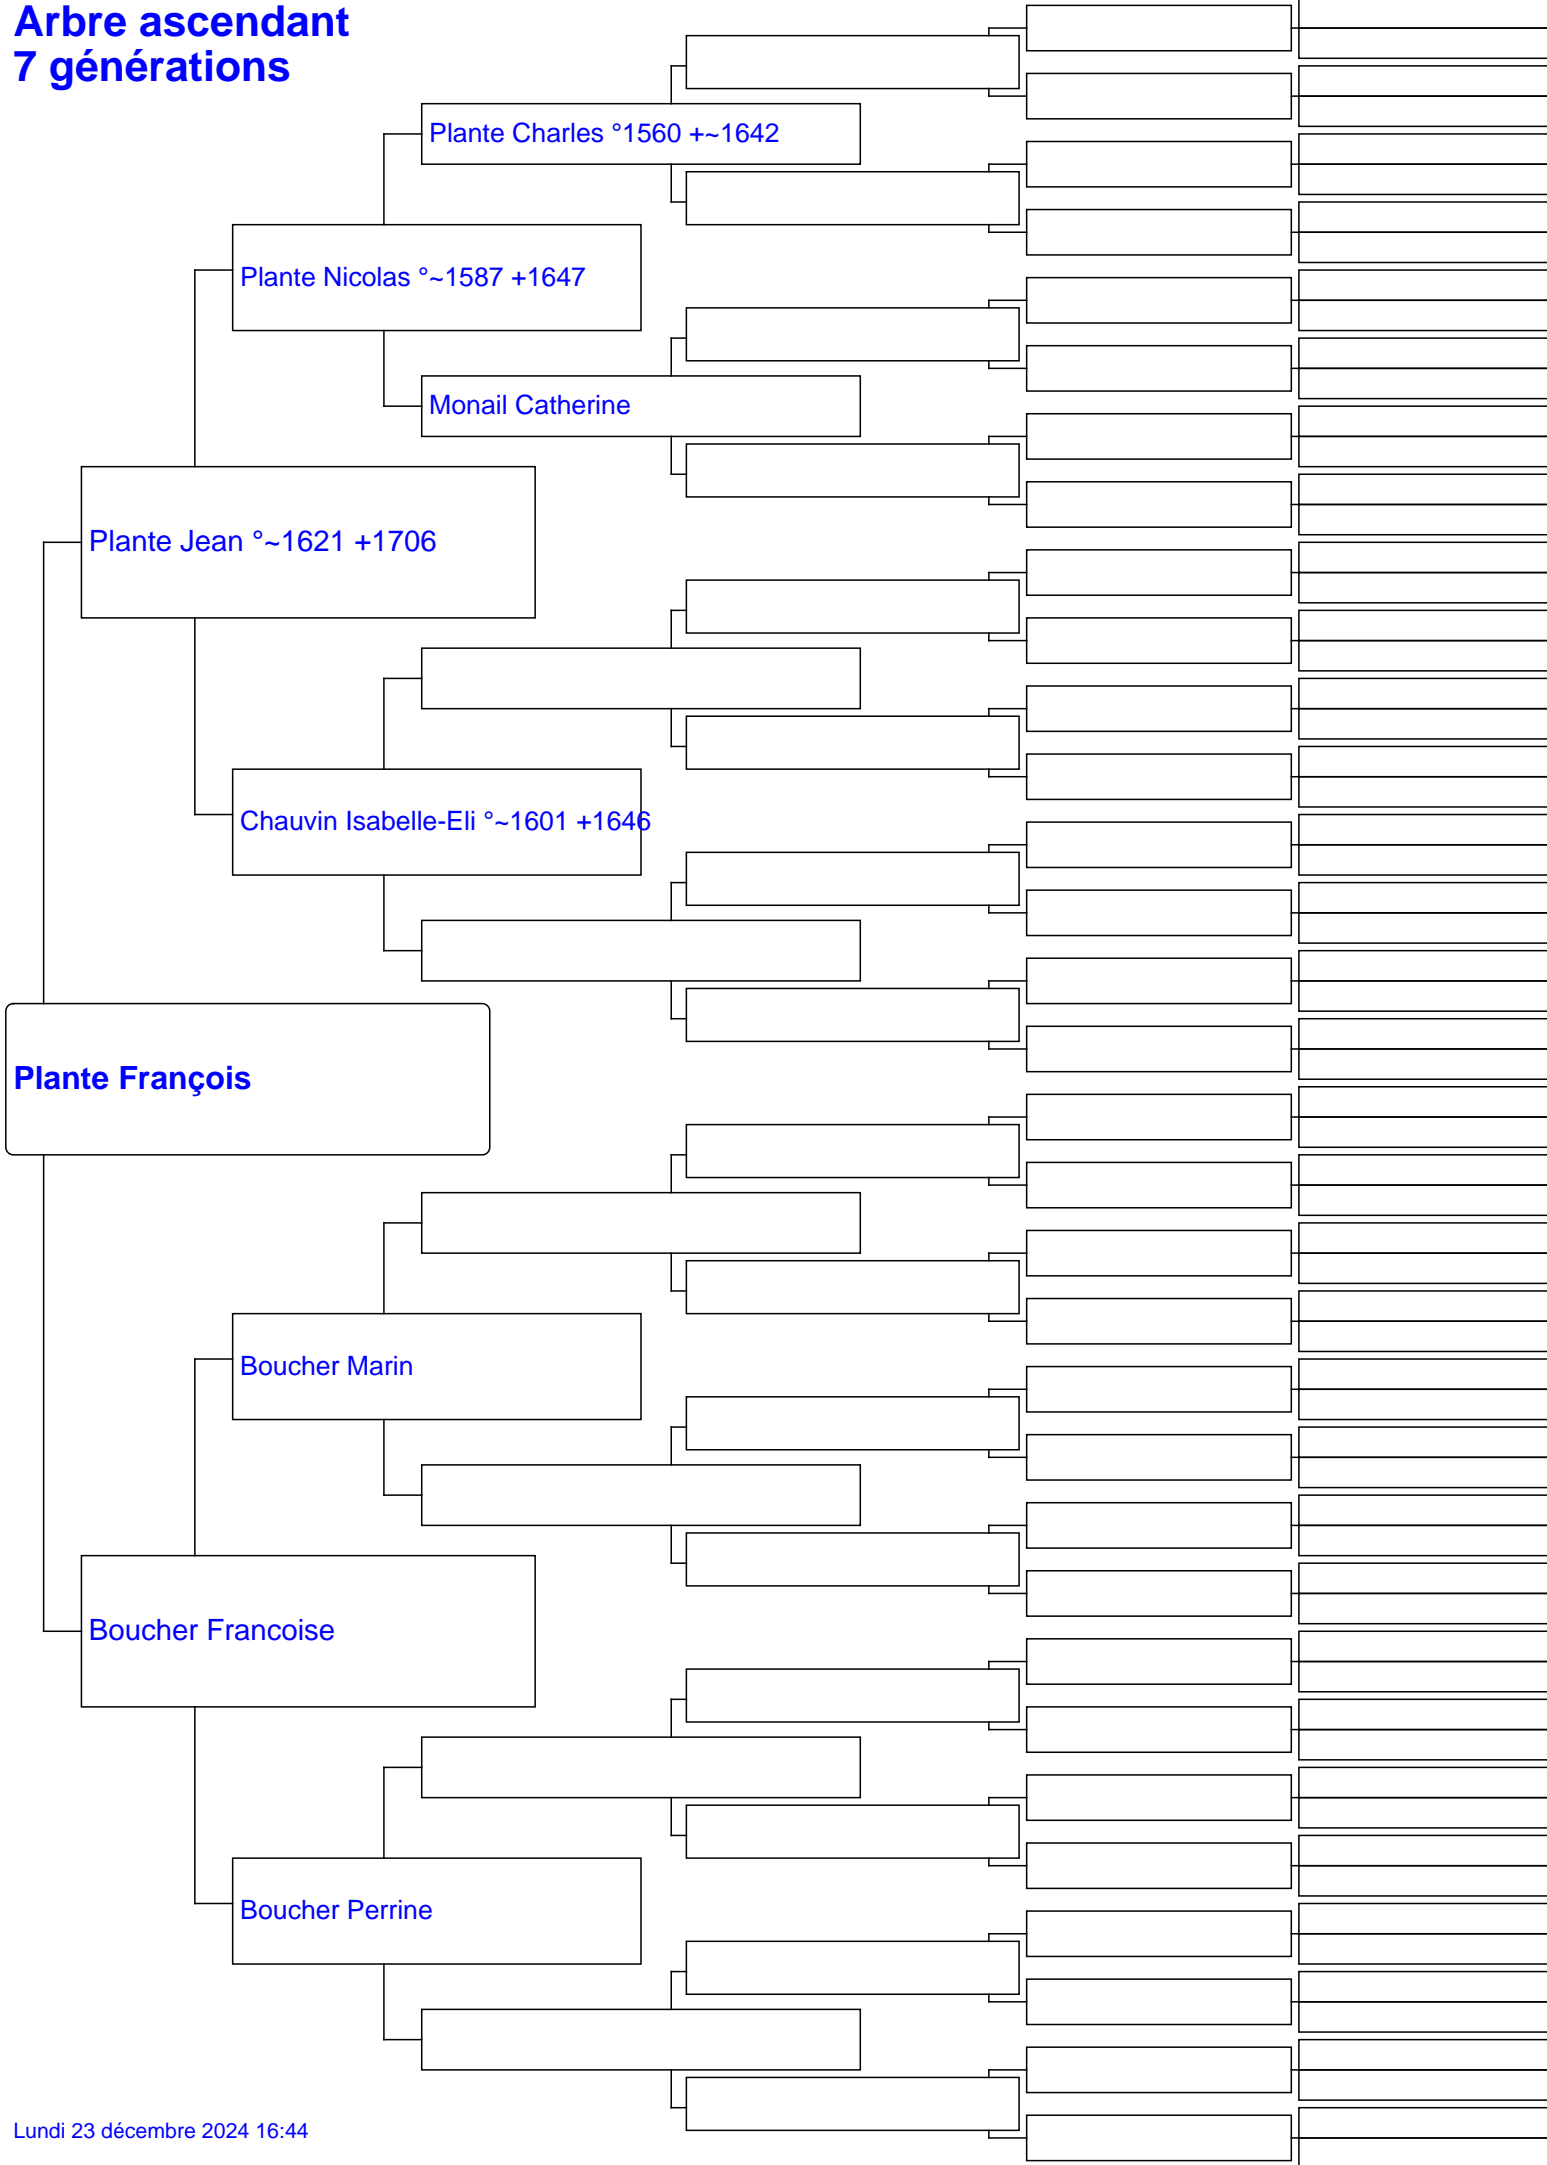 Arbre ascendant
7 générations
Plante Charles °1560 +~1642
Plante Nicolas °~1587 +1647
Monail Catherine
Plante Jean °~1621 +1706
Chauvin Isabelle-Eli °~1601 +1646
Plante François
Boucher Marin
Boucher Francoise
Boucher Perrine
Lundi 23 décembre 2024 16:44